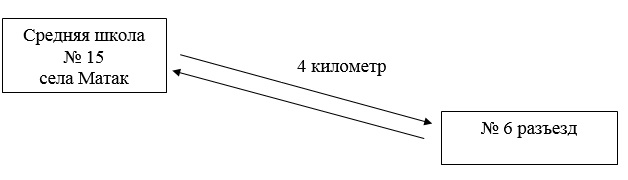 Средняя школа
№ 15
села Матак
4 километр
№ 6 разъезд